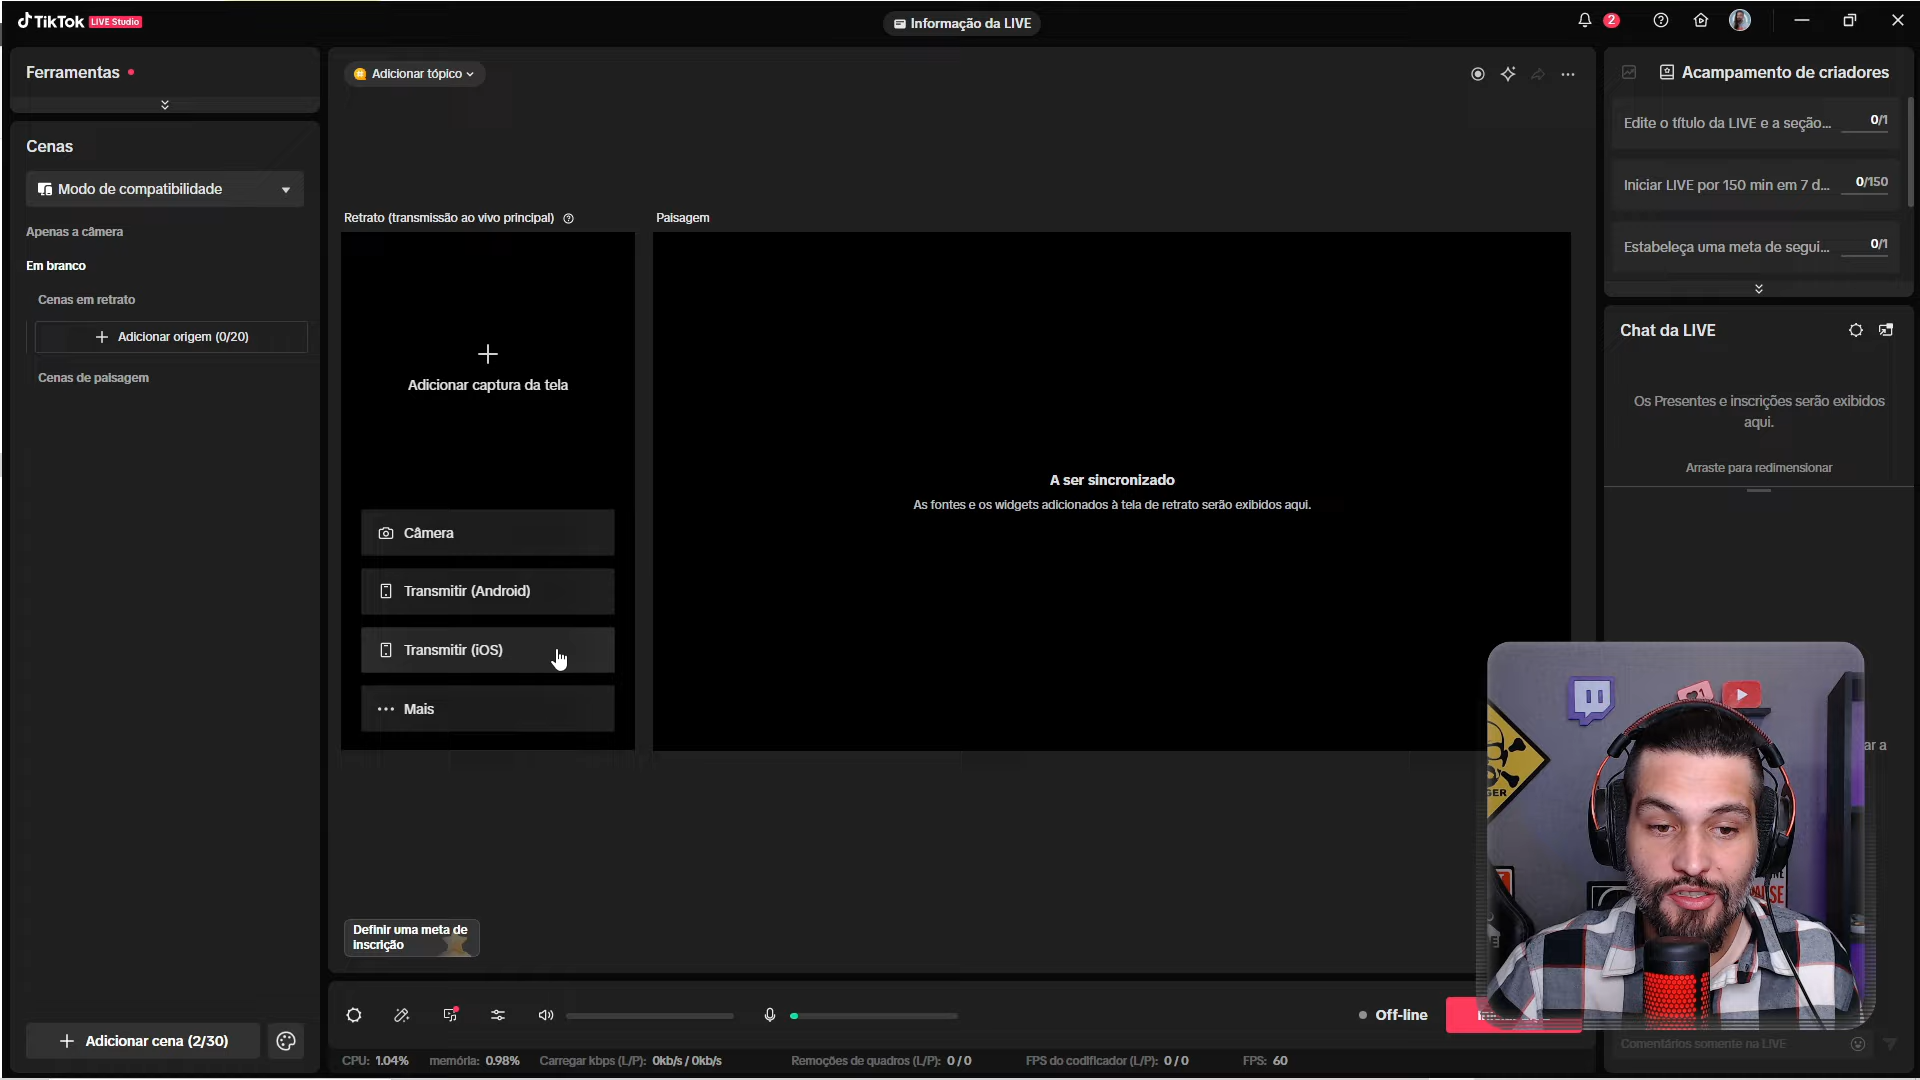 TikTok LIVE Studio
Informação da LIVE
2
Ferramentas
Adicionar tópico
Acampamento de criadores
Edite o título da LIVE e a seção... 0/1
Cenas
Modo de compatibilidade
Iniciar LIVE por 150 min em 7 d... 0/150
Retrato (transmissão ao vivo principal)
Paisagem
Apenas a câmera
Estabeleça uma meta de segui... 0/1
Em branco
Cenas em retrato
Adicionar origem (0/20)
Chat da LIVE
Cenas de paisagem
Adicionar captura da tela
Os Presentes e inscrições serão exibidos
aqui.
Arraste para redimensionar
A ser sincronizado
As fontes e os widgets adicionados à tela de retrato serão exibidos aqui.
Câmera
Transmitir (Android)
Transmitir (iOS)
Mais
ar a
GER
Definir uma meta de
inscrição
Off-line
Adicionar cena (2/30)
Comentários somente na LIVE
CPU: 1.04% memória: 0.98% Carregar kbps (L/P): 0kb/s / 0kb/s Remoções de quadros (L/P): 0 / 0 FPS do codificador (L/P): 0 / 0 FPS: 60